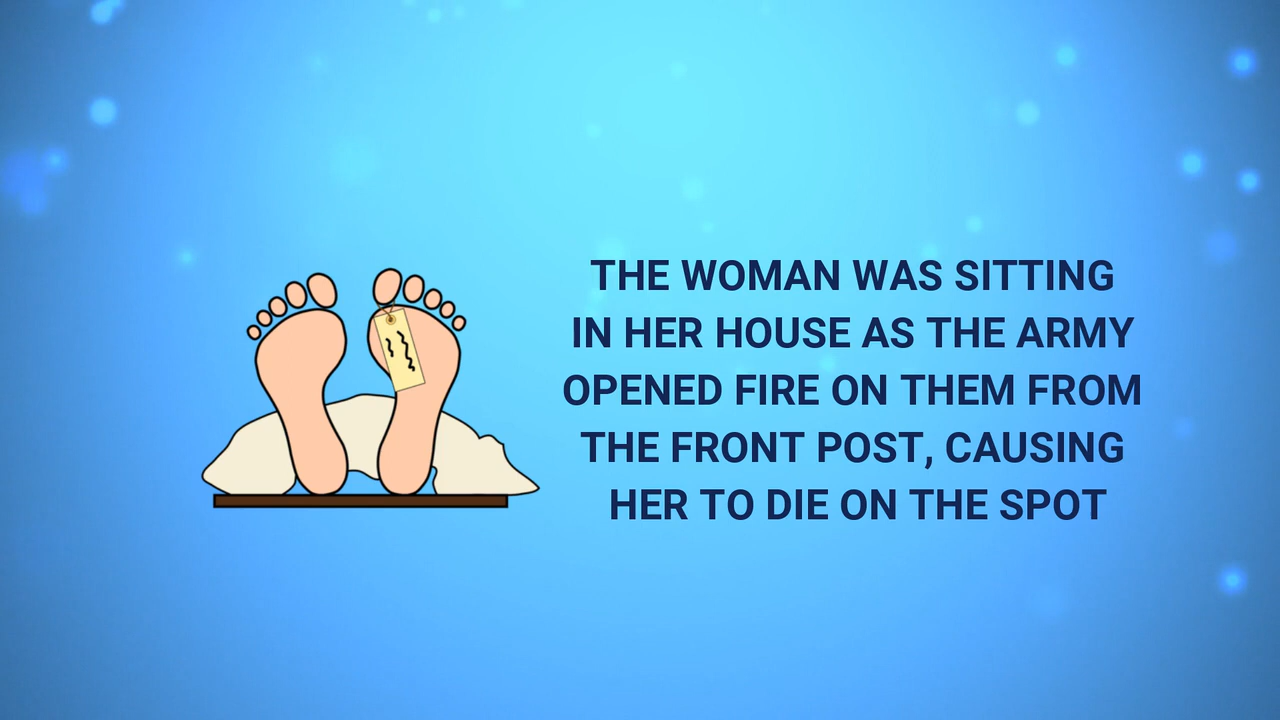 THE WOMAN WAS SITTING
IN HER HOUSE AS THE ARMY
OPENED FIRE ON THEM FROM
THE FRONT POST, CAUSING
HER TO DIE ON THE SPOT